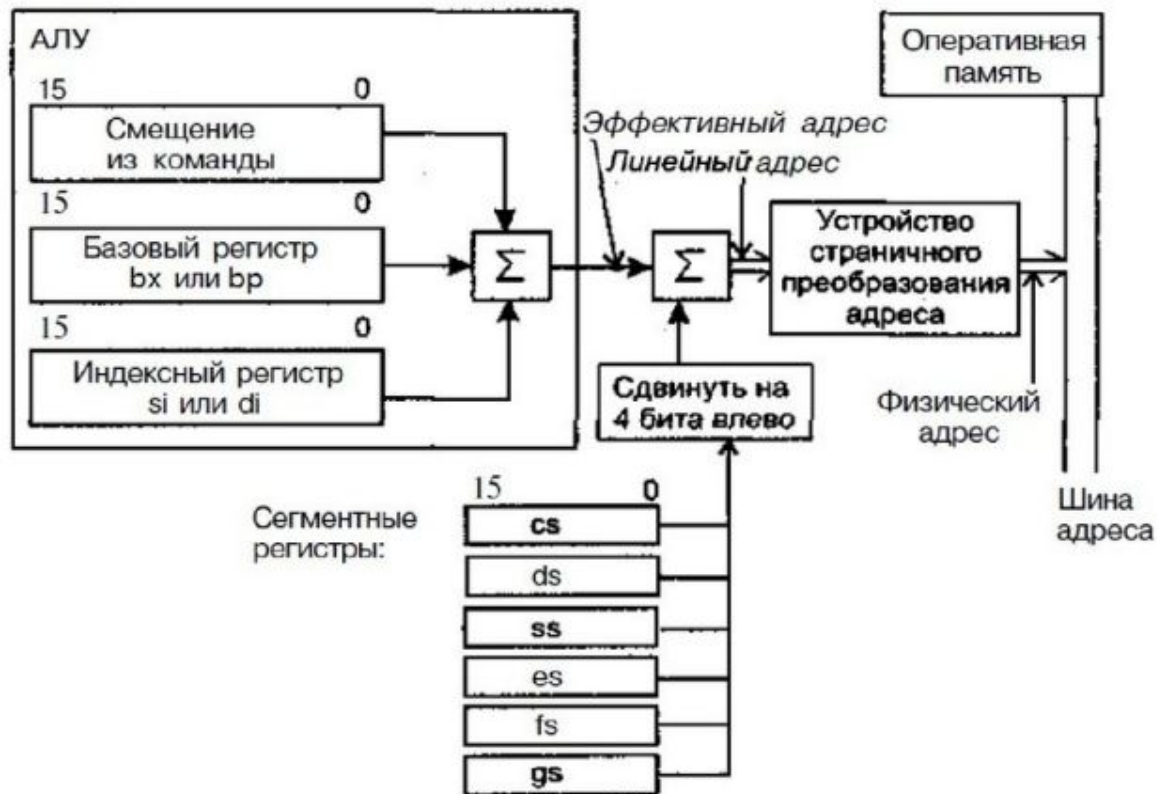 АЛУ
15 0
Смещение
из команды
15 0
Базовый регистр
bx или bp
15 0
Индексный регистр
si или di
Σ
Эффективный адрес
Линейный адрес
Σ
Устройство
страничного
преобразования
адреса
Оперативная
память
Сдвинуть на
4 бита влево
Физический
адрес
Шина
адреса
Сегментные
регистры:
15 0
cs
ds
ss
es
fs
gs